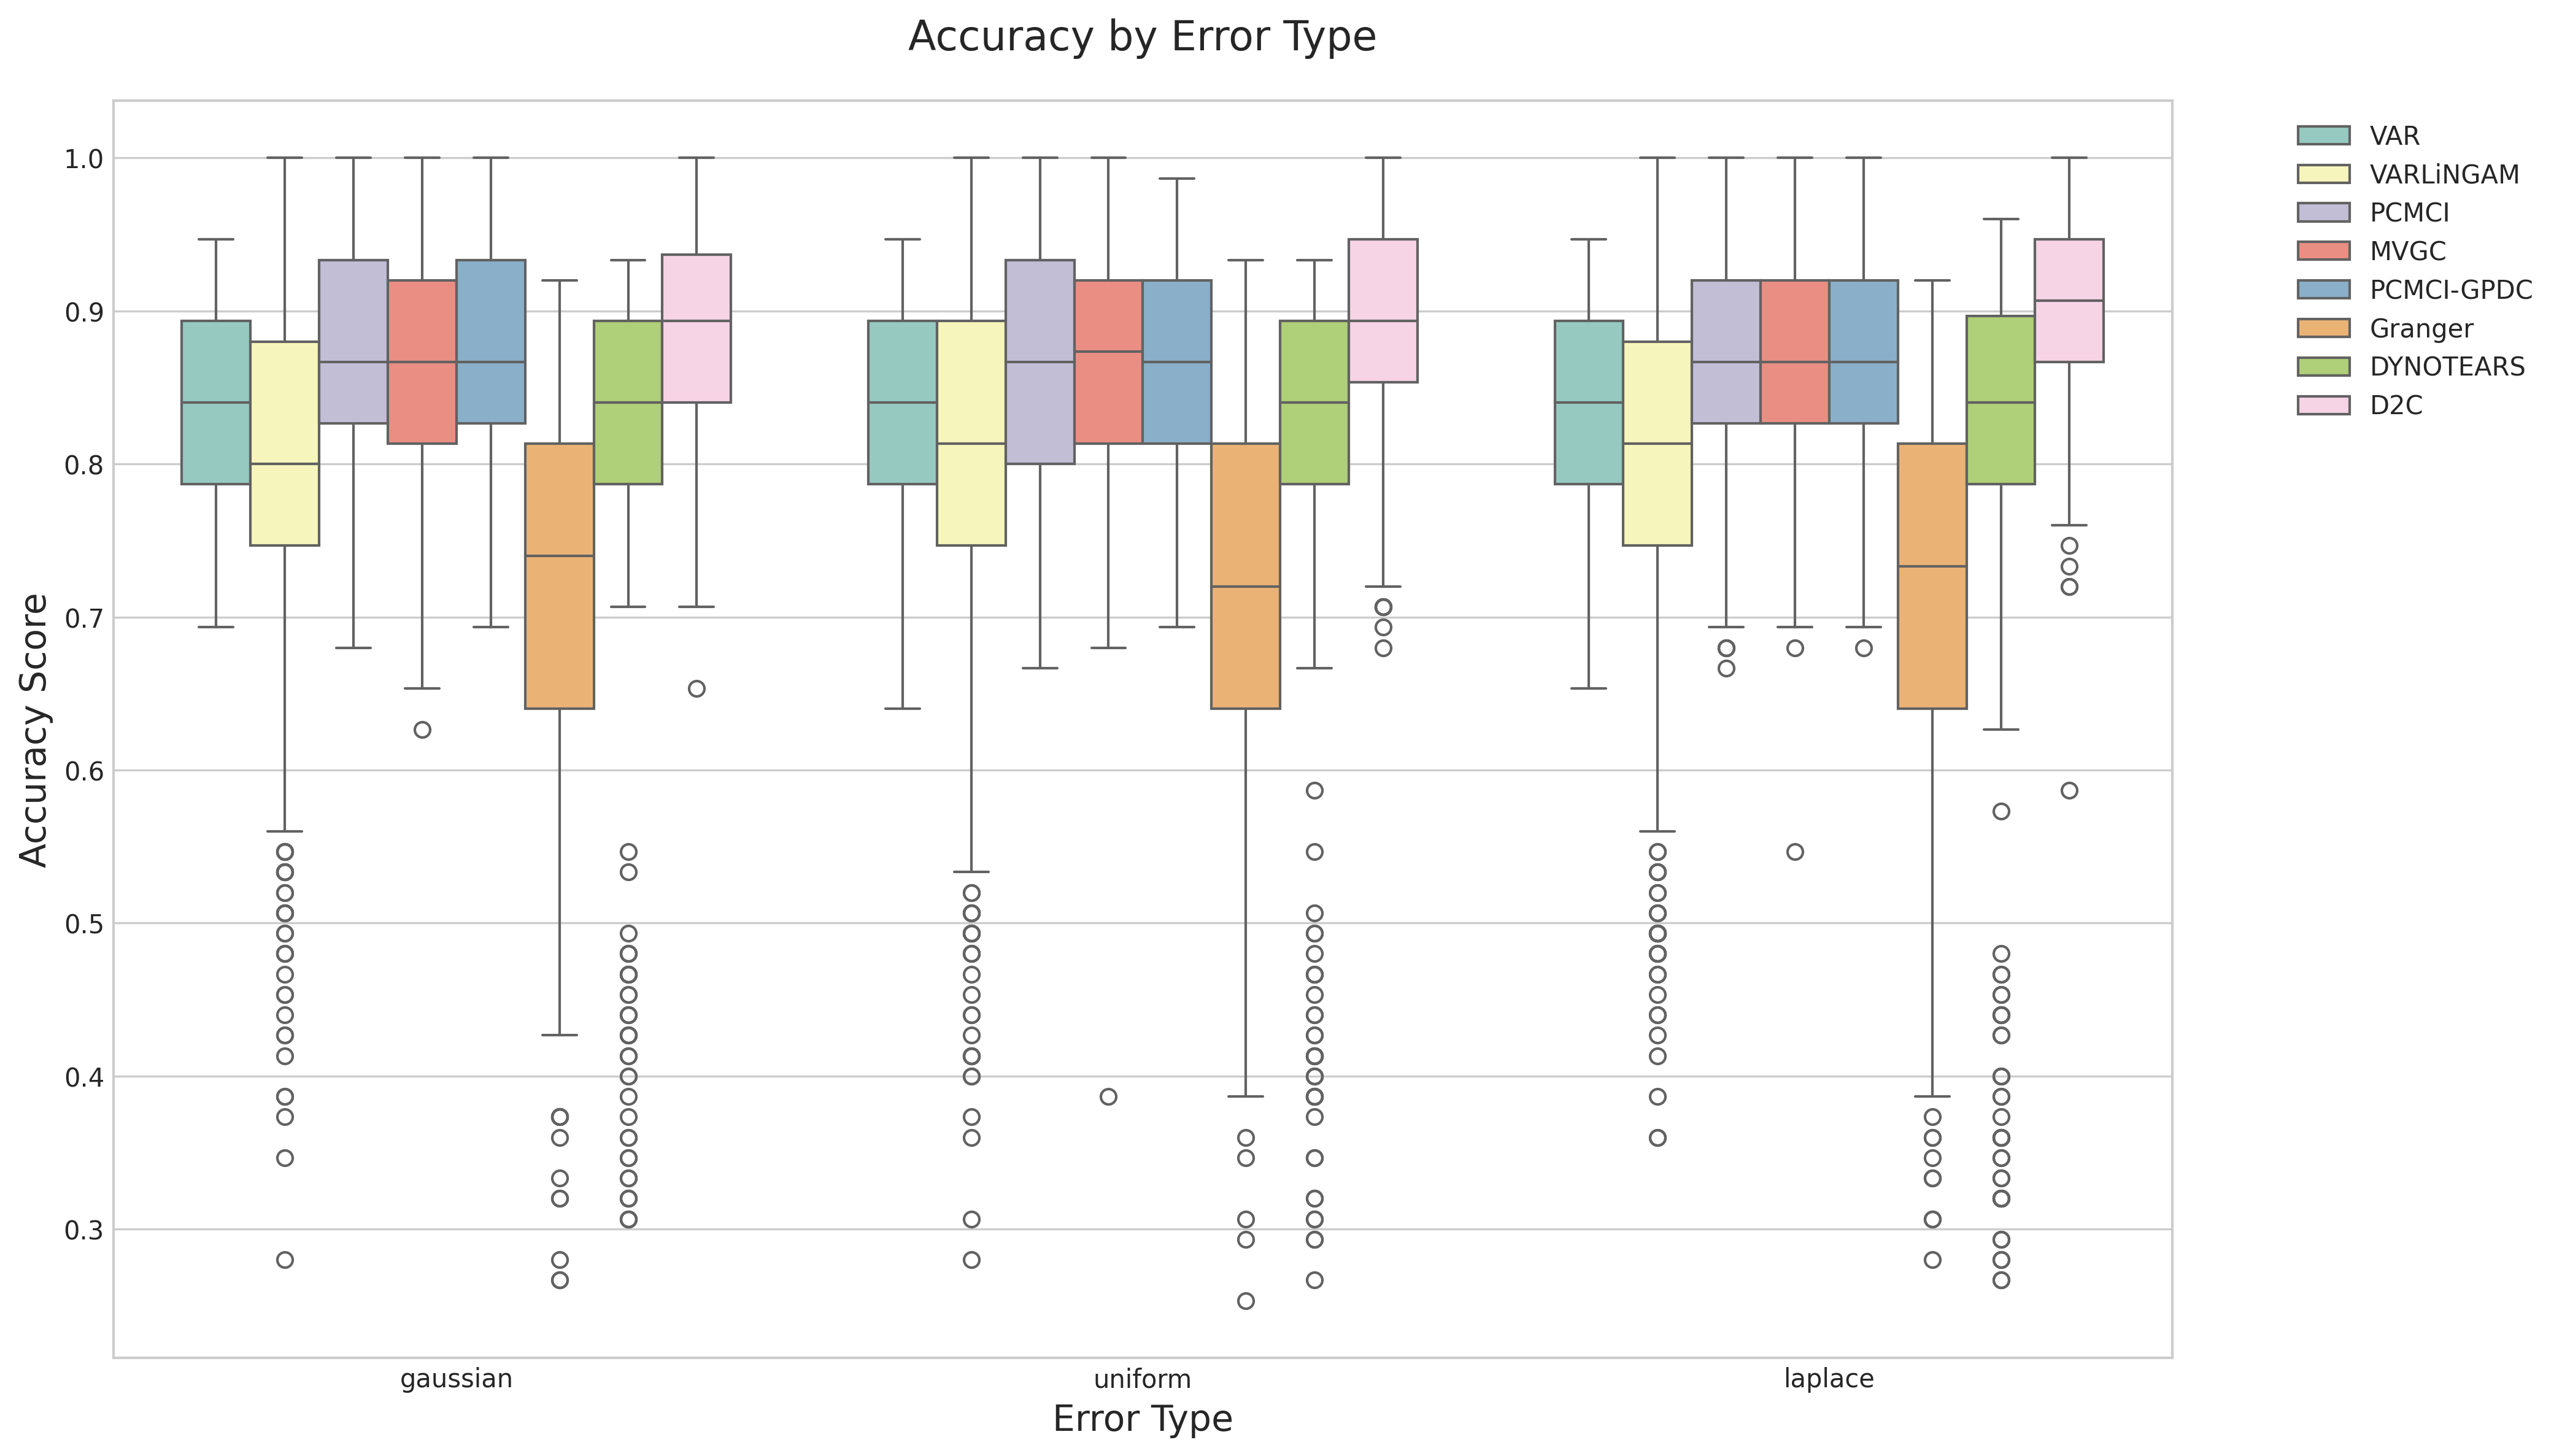 Accuracy by Error Type
Accuracy Score
1.0
0.9
0.8
0.7
0.6
0.5
0.4
0.3
gaussian
uniform
laplace
Error Type
VAR
VARLiNGAM
PCMCI
MVGC
PCMCI-GPDC
Granger
DYNOTEARS
D2C